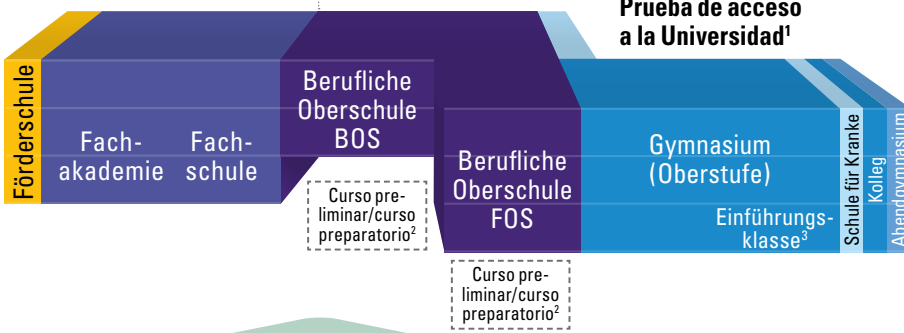 Prueba de acceso
a la Universidad¹
Förderschule
Fach-
akademie
Fach-
schule
Berufliche
Oberschule
BOS
Curso pre-
liminar/curso
preparatorio²
Berufliche
Oberschule
FOS
Curso pre-
liminar/curso
preparatorio²
Gymnasium
(Oberstufe)
Einführungs-
klasse³
Schule für Kranke
Kolleg
Abendgymnasium